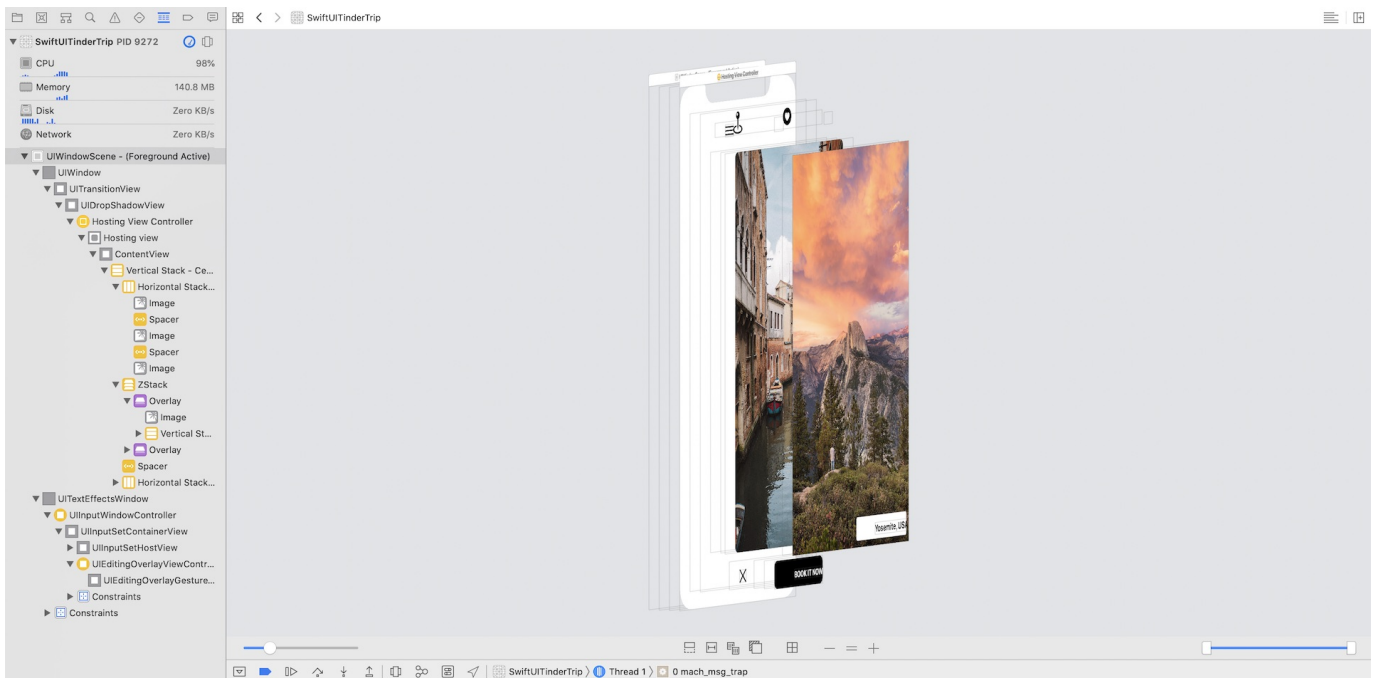 SwiftUITinderTrip
SwiftUITinderTrip PID 9272
CPU 98%
Memory 140.8 MB
Disk Zero KB/s
Network Zero KB/s
UIWindowScene - (Foreground Active)
UIWindow
UITransitionView
UIDropShadowView
Hosting View Controller
Hosting view
ContentView
Vertical Stack - Ce...
Horizontal Stack...
Image
Spacer
Image
Spacer
Image
ZStack
Overlay
Image
Vertical St...
Overlay
Spacer
Horizontal Stack...
UITextEffectsWindow
UIInputWindowController
UIInputSetContainerView
UIInputSetHostView
UIEditingOverlayViewContr...
UIEditingOverlayGesture...
Constraints
Constraints
Hosting View Controller
Yosemite, USA
BOOK IT NOW
SwiftUITinderTrip
Thread 1
0 mach_msg_trap